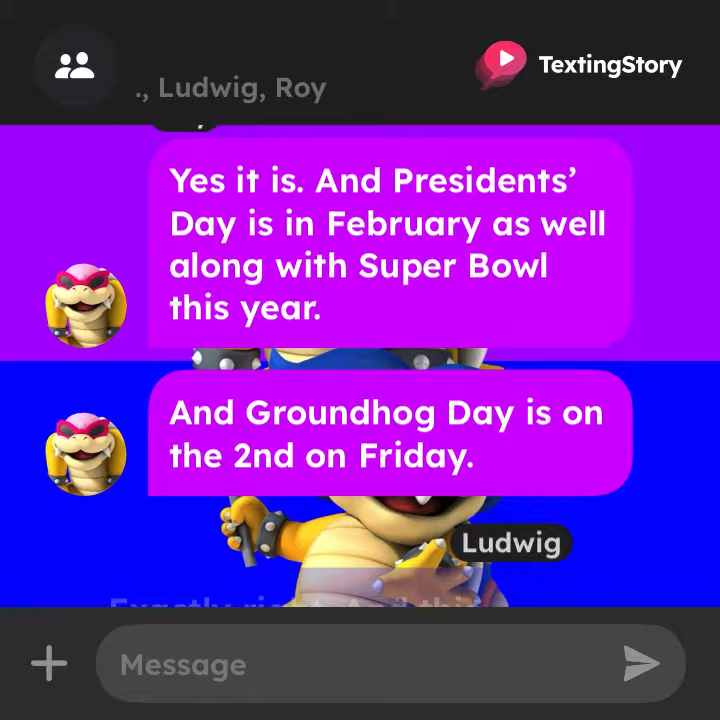 TextingStory
., Ludwig, Roy
Yes it is. And Presidents’
Day is in February as well
along with Super Bowl
this year.
And Groundhog Day is on
the 2nd on Friday.
Ludwig
Exactly
Message